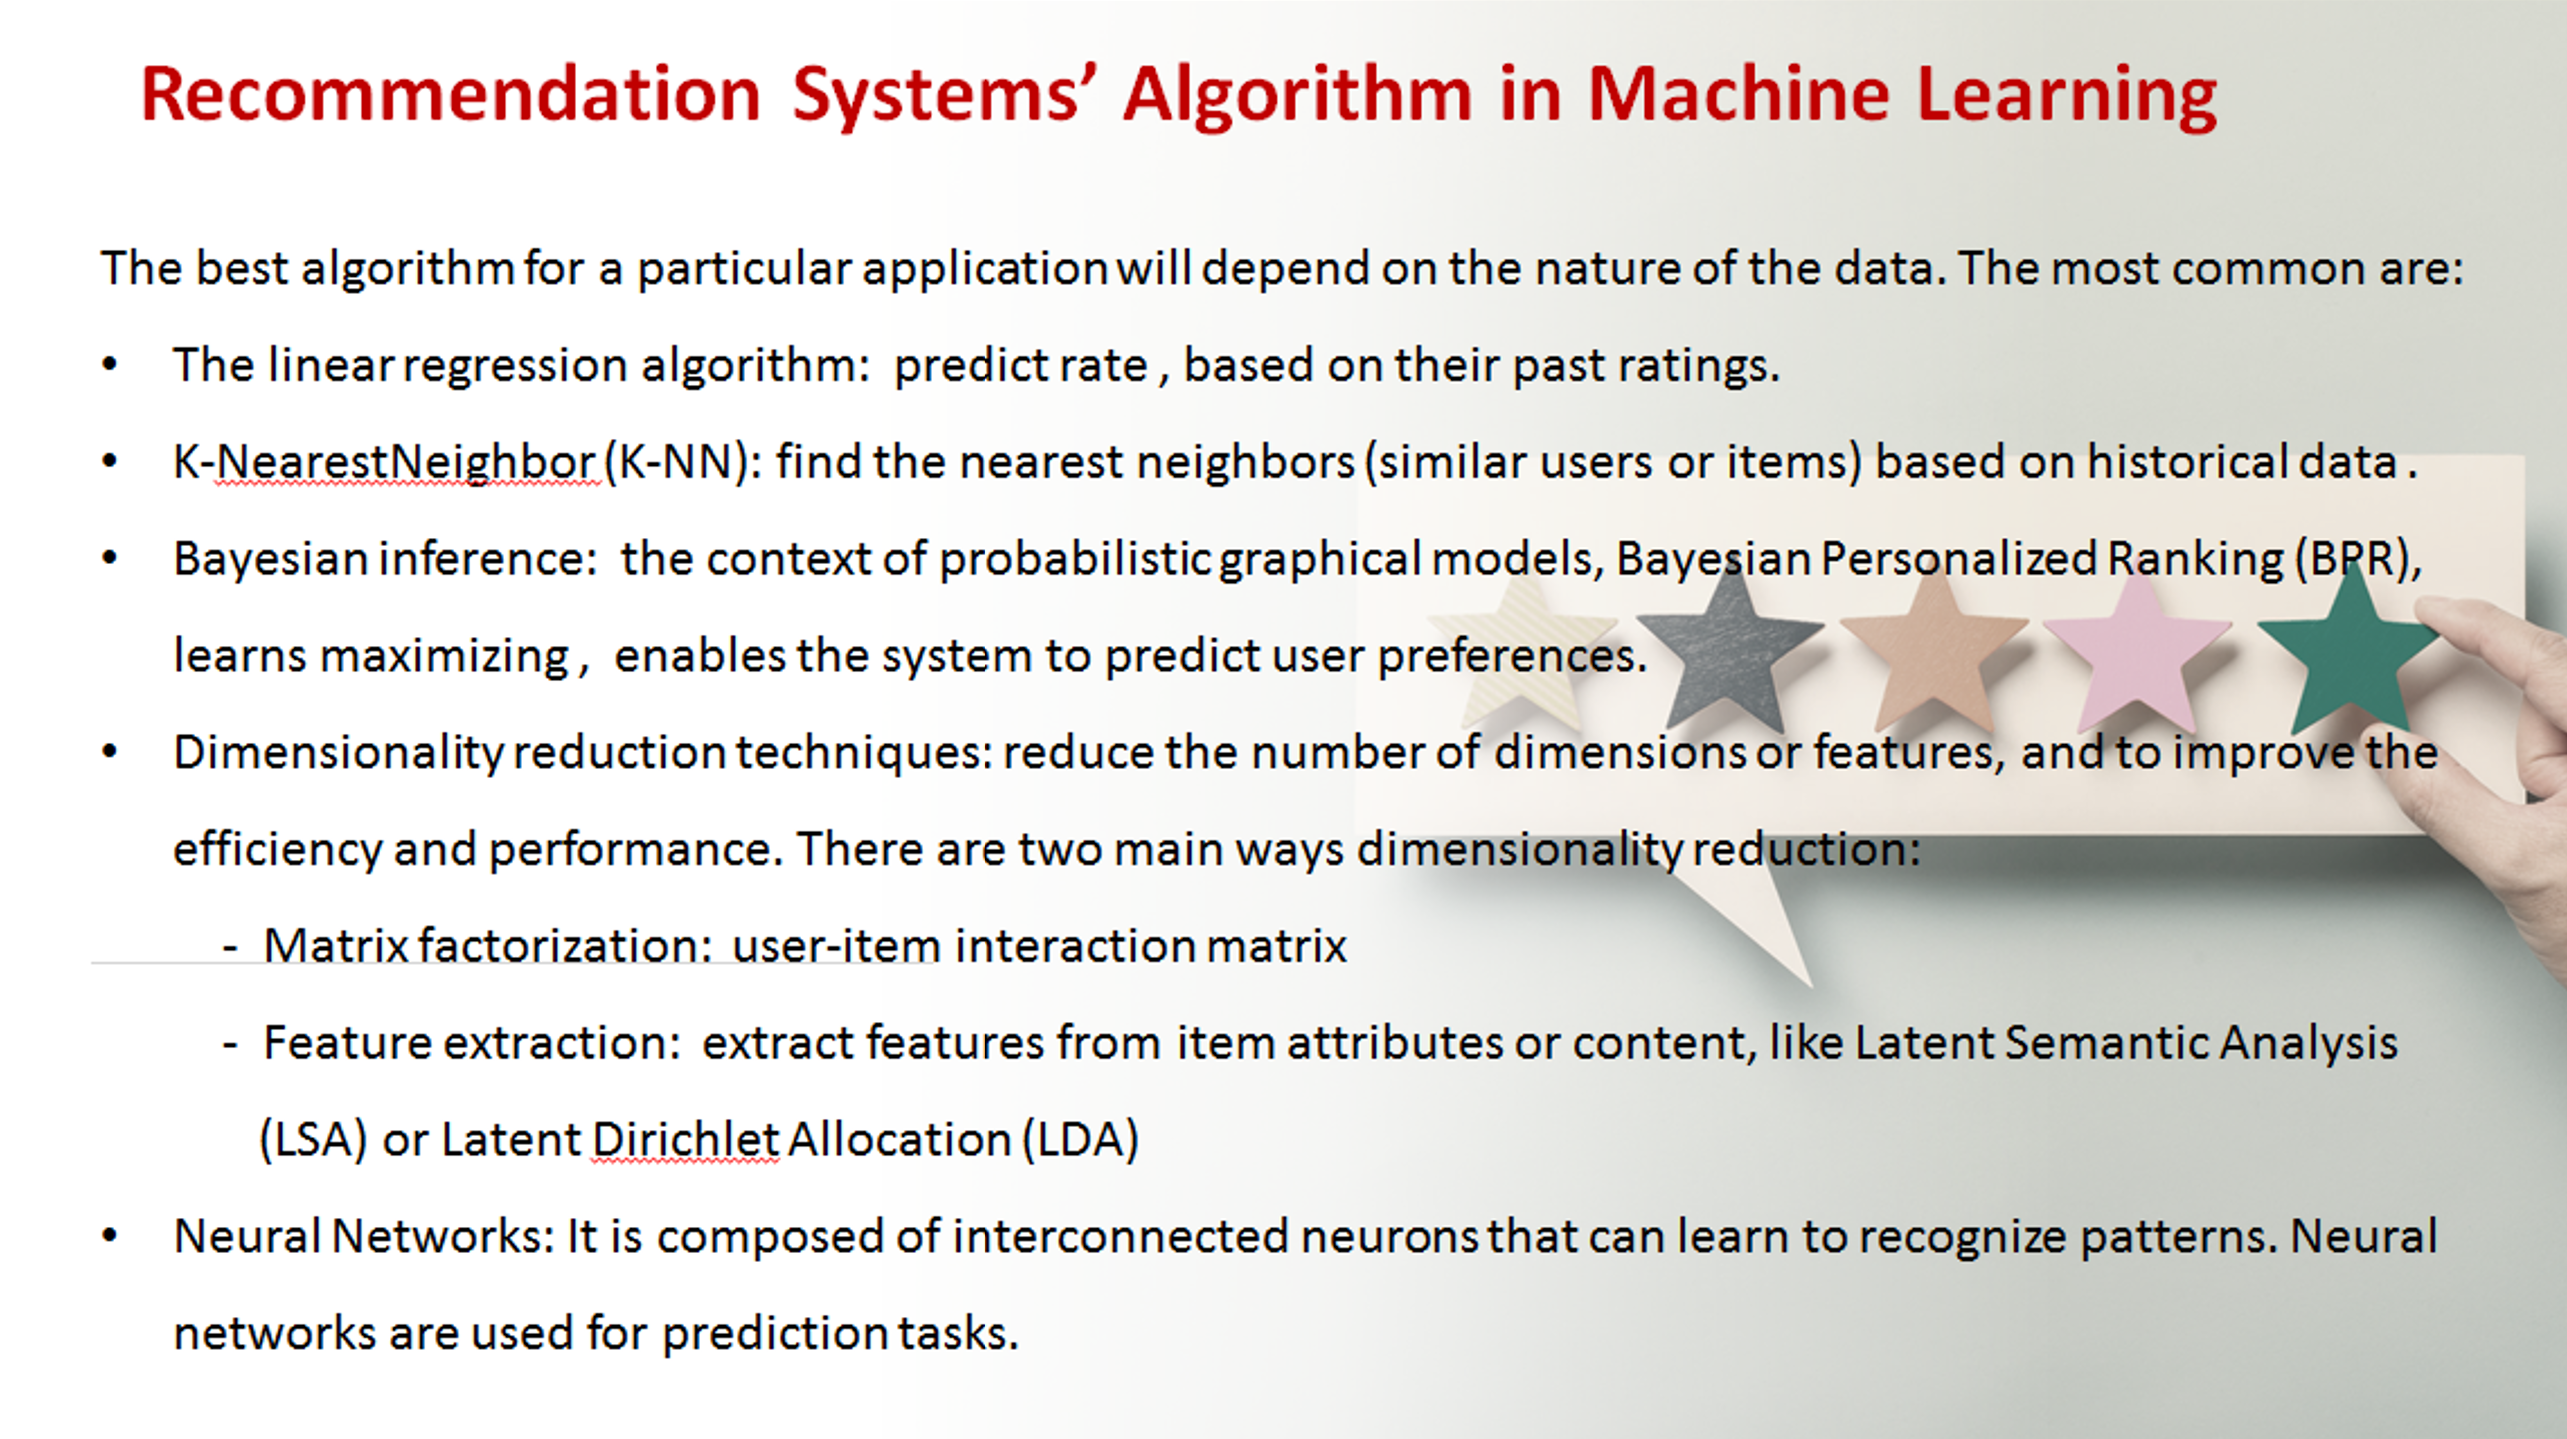 Recommendation Systems’ Algorithm in Machine Learning
The best algorithm for a particular application will depend on the nature of the data. The most common are:
• The linear regression algorithm: predict rate , based on their past ratings.
• K-NearestNeighbor (K-NN): find the nearest neighbors (similar users or items) based on historical data .
• Bayesian inference: the context of probabilistic graphical models, Bayesian Personalized Ranking (BPR),
learns maximizing , enables the system to predict user preferences.
• Dimensionality reduction techniques: reduce the number of dimensions or features, and to improve the
efficiency and performance. There are two main ways dimensionality reduction:
- Matrix factorization: user-item interaction matrix
- Feature extraction: extract features from item attributes or content, like Latent Semantic Analysis
(LSA) or Latent Dirichlet Allocation (LDA)
• Neural Networks: It is composed of interconnected neurons that can learn to recognize patterns. Neural
networks are used for prediction tasks.